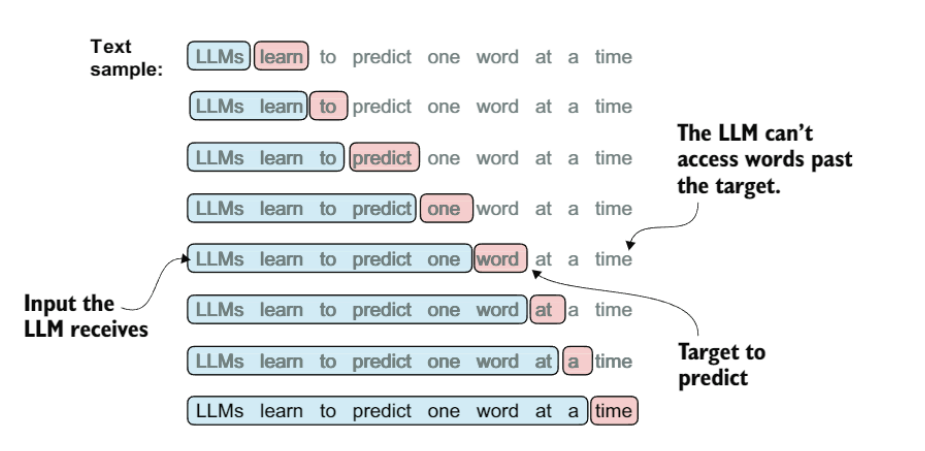 Text
sample:
LLMs learn to predict one word at a time
LLMs learn to predict one word at a time
LLMs learn to predict one word at a time
LLMs learn to predict one word at a time
LLMs learn to predict one word at a time
LLMs learn to predict one word at a time
LLMs learn to predict one word at a time
LLMs learn to predict one word at a time
The LLM can’t
access words past
the target.
Input the
LLM receives
Target to
predict